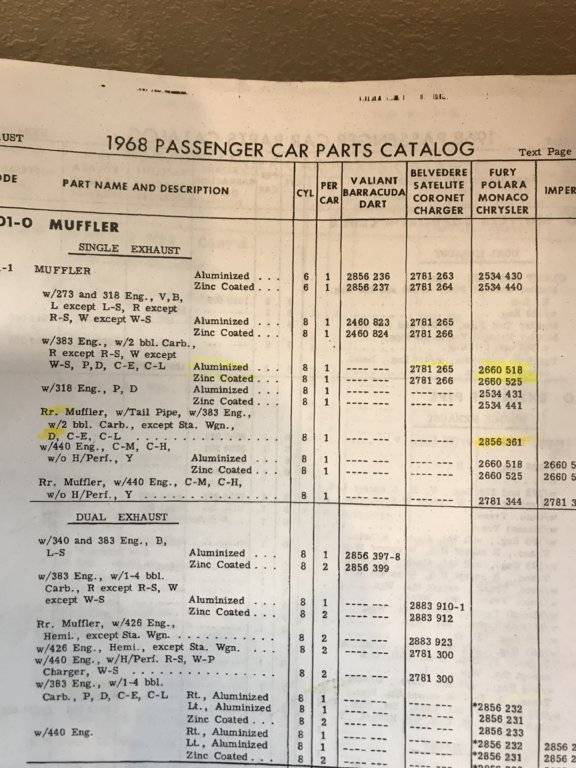 UST 1968 PASSENGER CAR PARTS CATALOG Text Page
ODE PART NAME AND DESCRIPTION CYL PER CAR VALIANT BARRACUDA DART BELVEDERE SATELLITE CORONET CHARGER FURY POLARA MONACO CHRYSLER IMPER
01-O MUFFLER
SINGLE EXHAUST
-1 MUFFLER Aluminized . . . 6 1 2856 236 2781 263 2534 430
Zinc Coated . . . 6 1 2856 237 2781 264 2534 440
w/273 and 318 Eng., V,B,
L except L-S, R except
R-S, W except W-S Aluminized . . . 8 1 2460 823 2781 265
Zinc Coated . . . 8 1 2460 824 2781 266
w/383 Eng., w/2 bbl. Carb.,
R except R-S, W except
W-S, P,D, C-E, C-L Aluminized . . . 8 1 ---- --- 2781 265 2660 518
Zinc Coated . . . 8 1 ---- --- 2781 266 2660 525
w/318 Eng., P, D Aluminized . . . 8 1 ---- --- ---- --- 2534 431
Zinc Coated . . . 8 1 ---- --- ---- --- 2534 441
Rr. Muffler, w/Tail Pipe, w/383 Eng.,
w/2 bbl. Carb., except Sta. Wgn.,
D, C-E, C-L . . . . . . . . . . . . . . . . 8 1 ---- --- ---- --- 2856 361
w/440 Eng., C-M, C-H,
w/o H/Perf., Y Aluminized . . . 8 1 ---- --- ---- --- 2660 518 2660 5
Zinc Coated . . . 8 1 ---- --- ---- --- 2660 525 2660 5
Rr. Muffler, w/440 Eng., C-M, C-H,
w/o H/Perf., Y . . . . . . . . . . . . . . 8 1 ---- --- ---- --- 2781 344 2781 3
DUAL EXHAUST
w/340 and 383 Eng., B,
L-S Aluminized . . . 8 1 2856 397-8
Zinc Coated . . . 8 2 2856 399
w/383 Eng., w/1-4 bbl.
Carb., R except R-S, W
except W-S Aluminized . . . 8 1 ---- --- 2883 910-1
Zinc Coated . . . 8 2 ---- --- 2883 912
Rr. Muffler, w/426 Eng.,
Hemi., except Sta. Wgn. . . . . . . . . . . 8 2 ---- --- 2883 923
w/426 Eng., Hemi., except Sta. Wgn. . . . 8 2 ---- --- 2781 300
w/440 Eng., w/H/Perf. R-S, W-P
Charger, W-S . . . . . . . . . . . . . . . 8 2 ---- --- 2781 300
w/383 Eng., w/1-4 bbl.
Carb., P, D, C-E, C-L Rt., Aluminized 8 1 ---- --- ---- --- *2856 232
Lt., Aluminized 8 1 ---- --- ---- --- 2856 231
Zinc Coated . . . 8 2 ---- --- ---- --- 2856 233
w/440 Eng. Rt., Aluminized 8 1 ---- --- ---- --- *2856 232 2856 2
Lt., Aluminized 8 1 ---- --- ---- --- *2856 231 2856 2
Zinc Coated . . . 8 2 ---- --- ---- ---